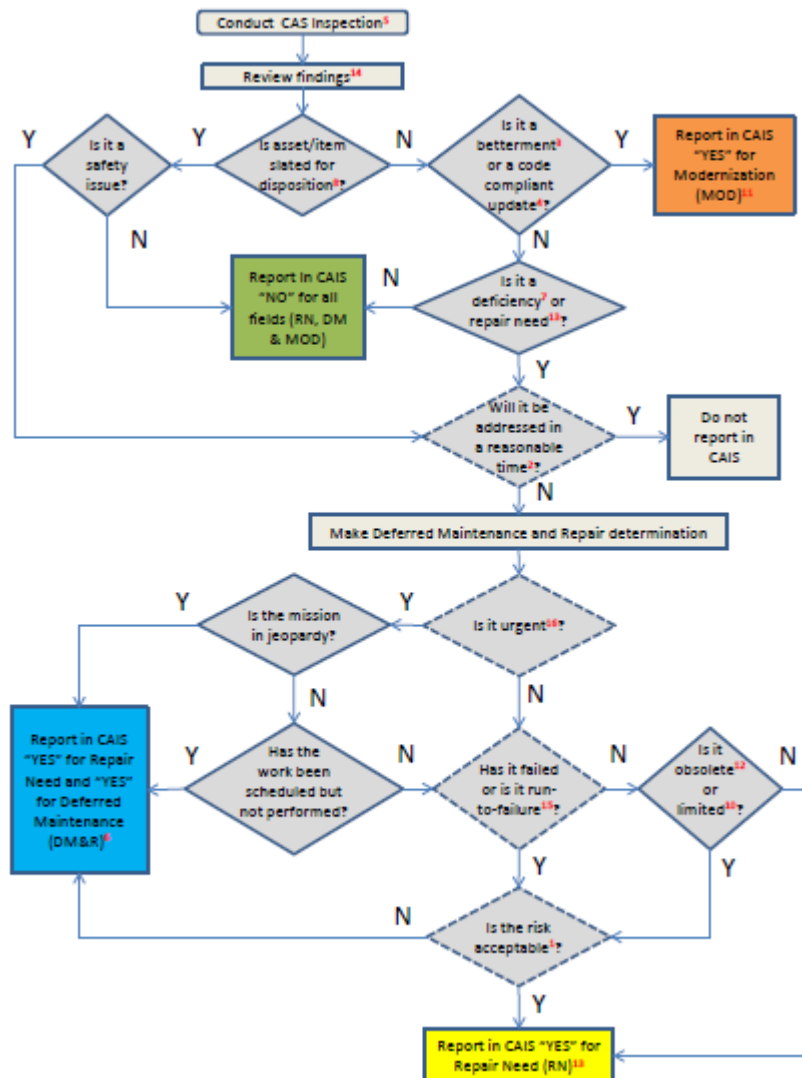 Conduct CAS Inspection5
Review findings14
Y
Is it a
safety
issue?
Y
Is asset/item
slated for
disposition8?
N
Is it a
betterment3
or a code
compliant
update4?
Y
Report in CAIS
"YES" for
Modernization
(MOD)11
N
N
Report In CAIS
"NO" for all
fields (RN, DM
& MOD)
N
Is it a
deficiency7 or
repair need13?
Y
Will it be
addressed in
a reasonable
time2?
Y
Do not
report in
CAIS
N
Make Deferred Maintenance and Repair determination
Y
Is the mission
in jeopardy?
Y
Is it urgent16?
N
N
Report in CAIS
"YES" for Repair
Need and "YES"
for Deferred
Maintenance
(DM&R)6
Y
Has the
work been
scheduled but
not performed?
N
Has it failed
or is it run-
to-failure15?
N
Is it
obsolete12
or
limited10?
N
Y
Y
N
Is the risk
acceptable1?
Y
Report in CAIS "YES" for
Repair Need (RN)13